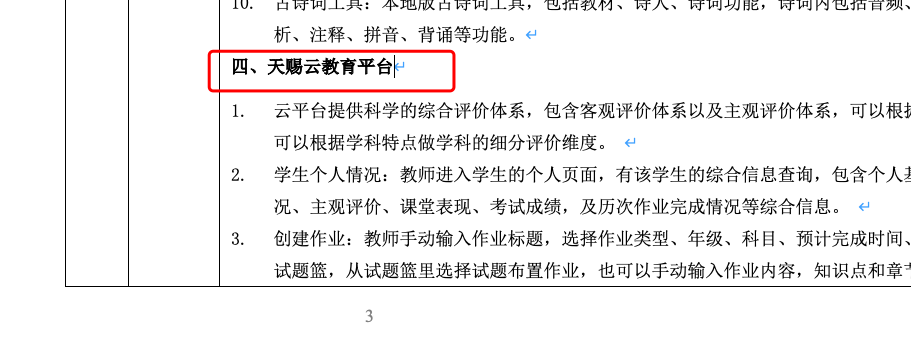 10. 古诗词工具：本地版古诗词工具，包括教材、诗人、诗词功能，诗词内包括音频、
析、注释、拼音、背诵等功能。
四、天赐云教育平台
1. 云平台提供科学的综合评价体系，包含客观评价体系以及主观评价体系，可以根据
可以根据学科特点做学科的细分评价维度。
2. 学生个人情况：教师进入学生的个人页面，有该学生的综合信息查询，包含个人基
况、主观评价、课堂表现、考试成绩，及历次作业完成情况等综合信息。
3. 创建作业：教师手动输入作业标题，选择作业类型、年级、科目、预计完成时间、
试题篮，从试题篮里选择试题布置作业，也可以手动输入作业内容，知识点和章节
3